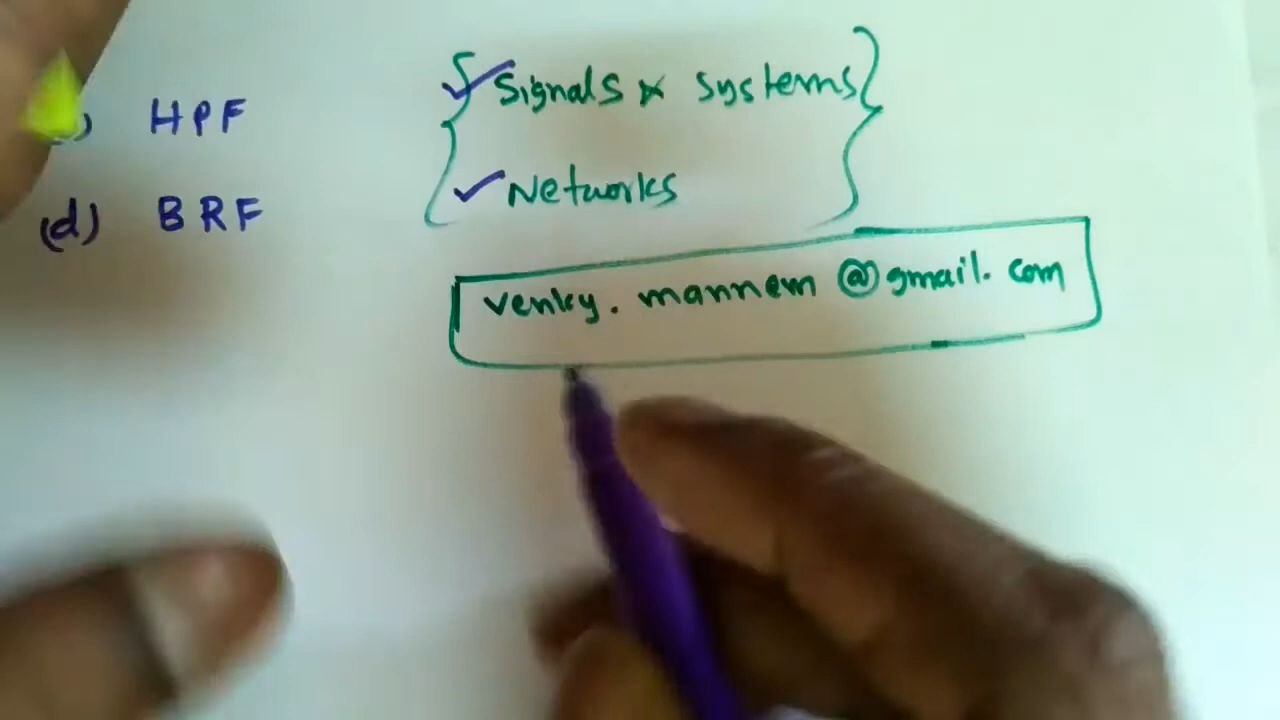 ) HPF
(d) BRF
Signals & systems
Networks
venky.mannem@gmail.com